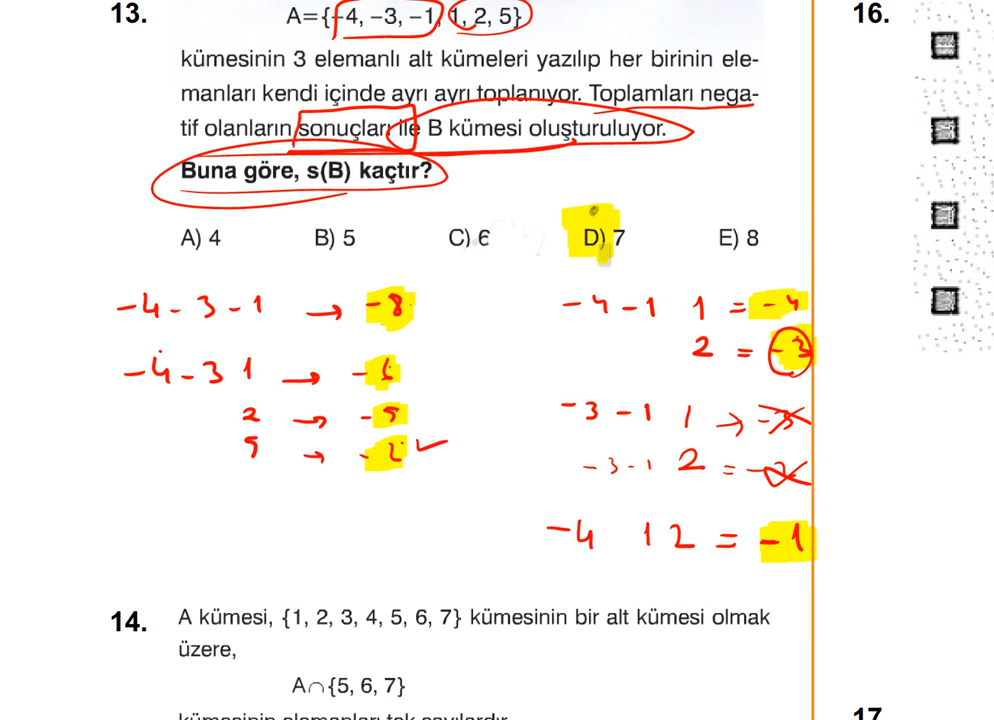 13. A={-4, -3, -1, 1, 2, 5}
kümesinin 3 elemanlı alt kümeleri yazılıp her birinin ele-
manları kendi içinde ayrı ayrı toplanıyor. Toplamları nega-
tif olanların sonuçları ile B kümesi oluşturuluyor.
Buna göre, s(B) kaçtır?
A) 4 B) 5 C) 6 D) 7 E) 8
-4-3-1 → -8
-4-3 1 → -6
2 → -5
5 → -2
-4-1 1 = -4
2 = -3
-3-1 1 → -3
-3-1 2 = -2
-4 1 2 = -1
14. A kümesi, {1, 2, 3, 4, 5, 6, 7} kümesinin bir alt kümesi olmak
üzere,
A∩{5, 6, 7}
kümesinin elemanları tek sayılardır.
16.
17